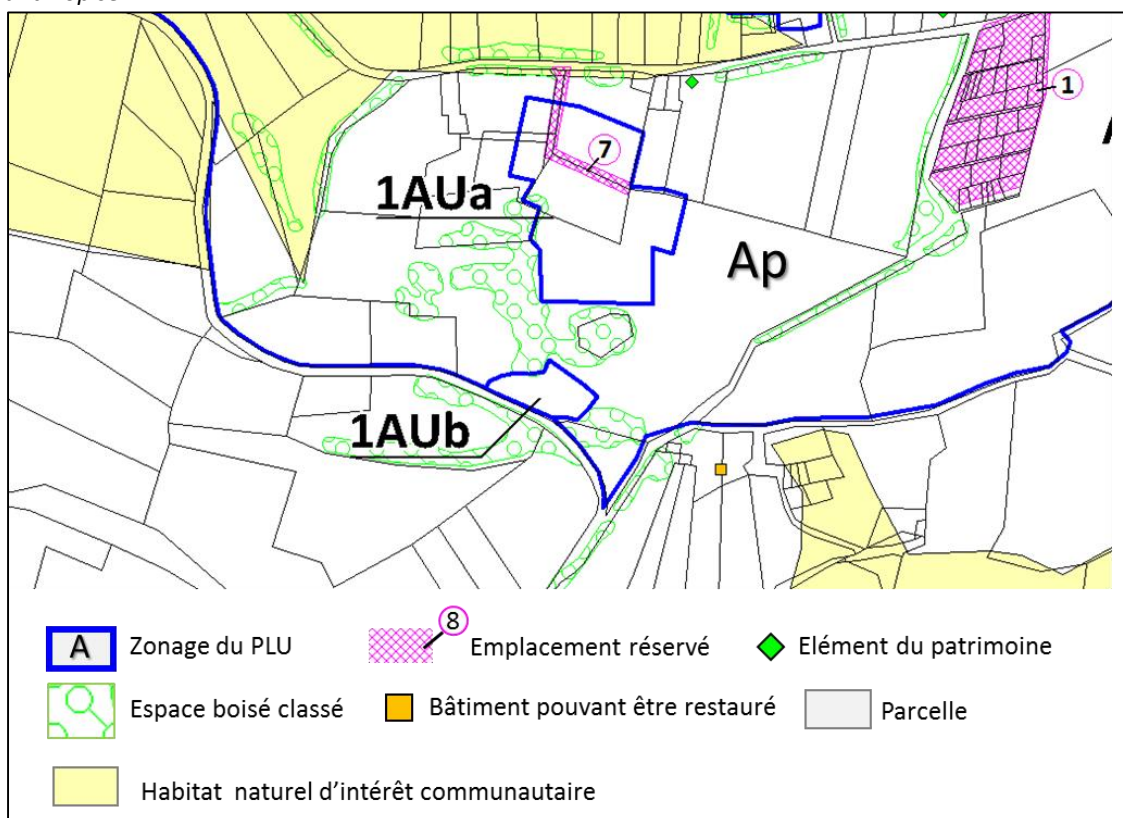 1
7
1AUa
Ap
1AUb
A Zonage du PLU
8 Emplacement réservé
Elément du patrimoine
Espace boisé classé
Bâtiment pouvant être restauré
Parcelle
Habitat naturel d'intérêt communautaire